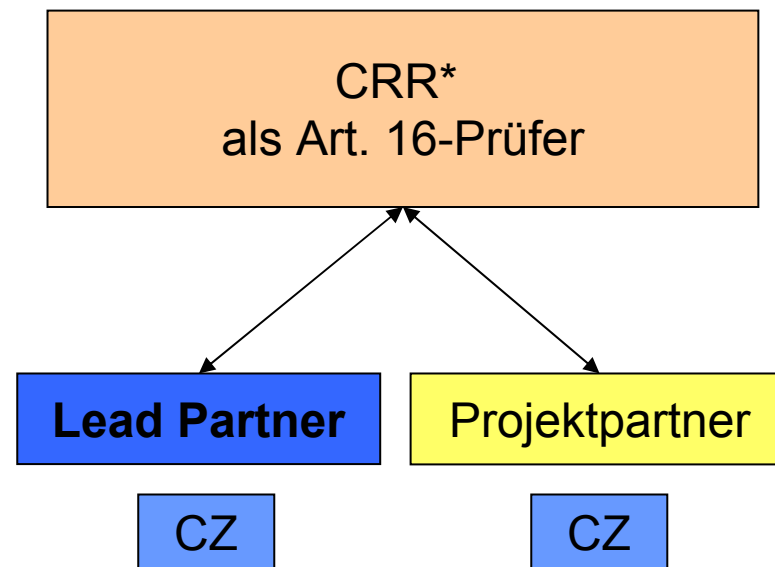 CRR*
als Art. 16-Prüfer
Lead Partner
Projektpartner
CZ
CZ